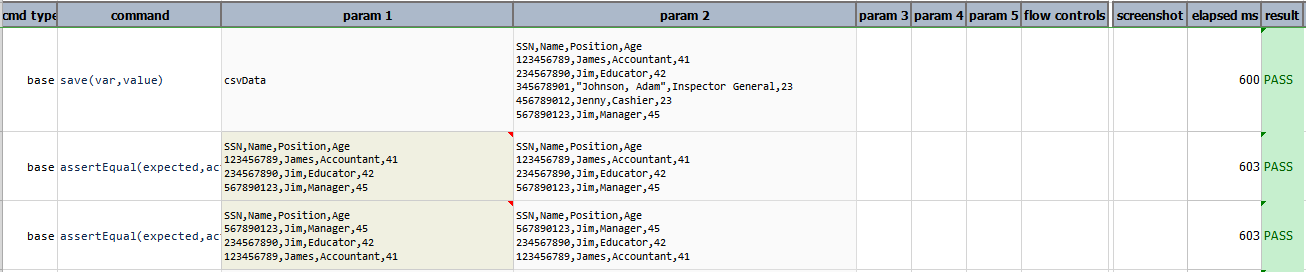 cmd type command param 1 param 2 param 3 param 4 param 5 flow controls screenshot elapsed ms result
base save(var,value) csvData
SSN,Name,Position,Age
123456789,James,Accountant,41
234567890,Jim,Educator,42
345678901,"Johnson, Adam",Inspector General,23
456789012,Jenny,Cashier,23
567890123,Jim,Manager,45
600 PASS
base assertEqual(expected,ac
SSN,Name,Position,Age
123456789,James,Accountant,41
234567890,Jim,Educator,42
567890123,Jim,Manager,45
SSN,Name,Position,Age
123456789,James,Accountant,41
234567890,Jim,Educator,42
567890123,Jim,Manager,45
603 PASS
base assertEqual(expected,ac
SSN,Name,Position,Age
567890123,Jim,Manager,45
234567890,Jim,Educator,42
123456789,James,Accountant,41
SSN,Name,Position,Age
567890123,Jim,Manager,45
234567890,Jim,Educator,42
123456789,James,Accountant,41
603 PASS